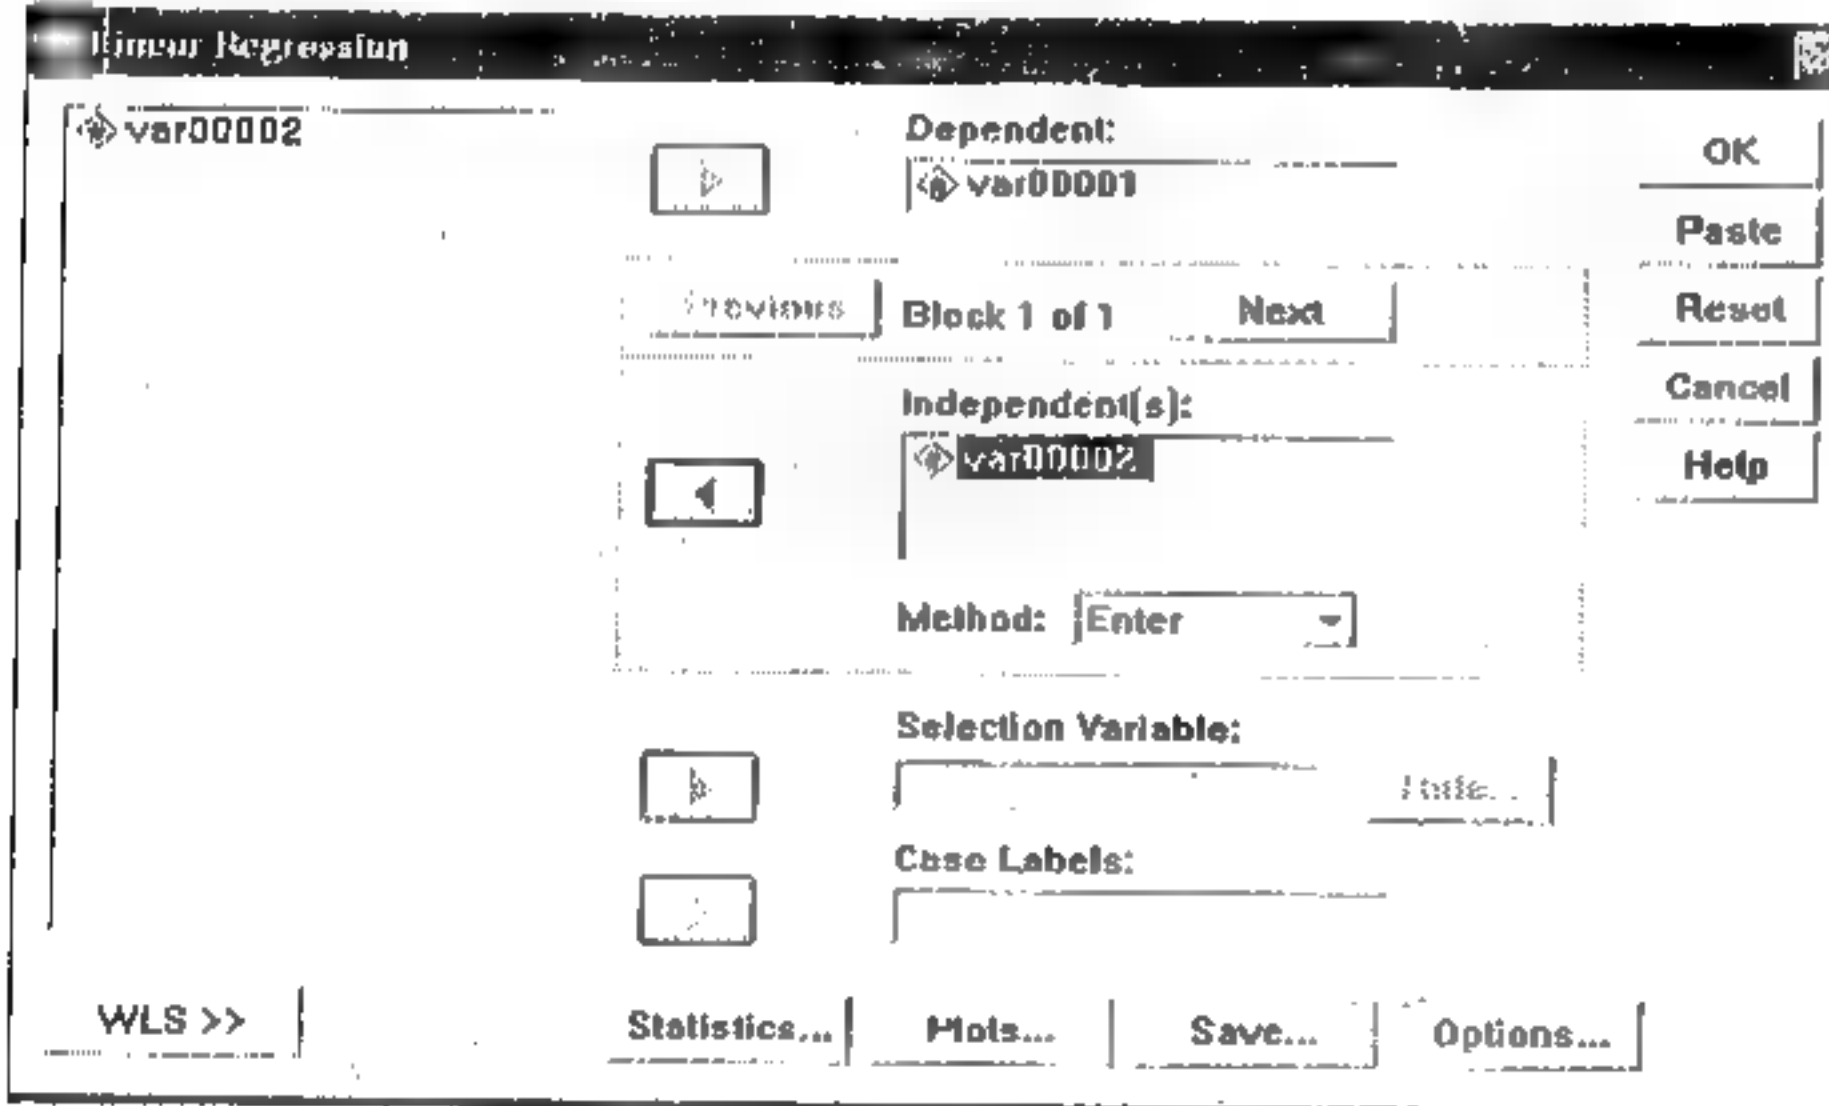 Linear Regression
var00002
Dependent:
var00001
OK
Paste
Previous
Block 1 of 1
Next
Reset
Independent(s):
Cancel
var00002
Help
Method:
Enter
Selection Variable:
Case Labels:
WLS >>
Statistics...
Plots...
Save...
Options...